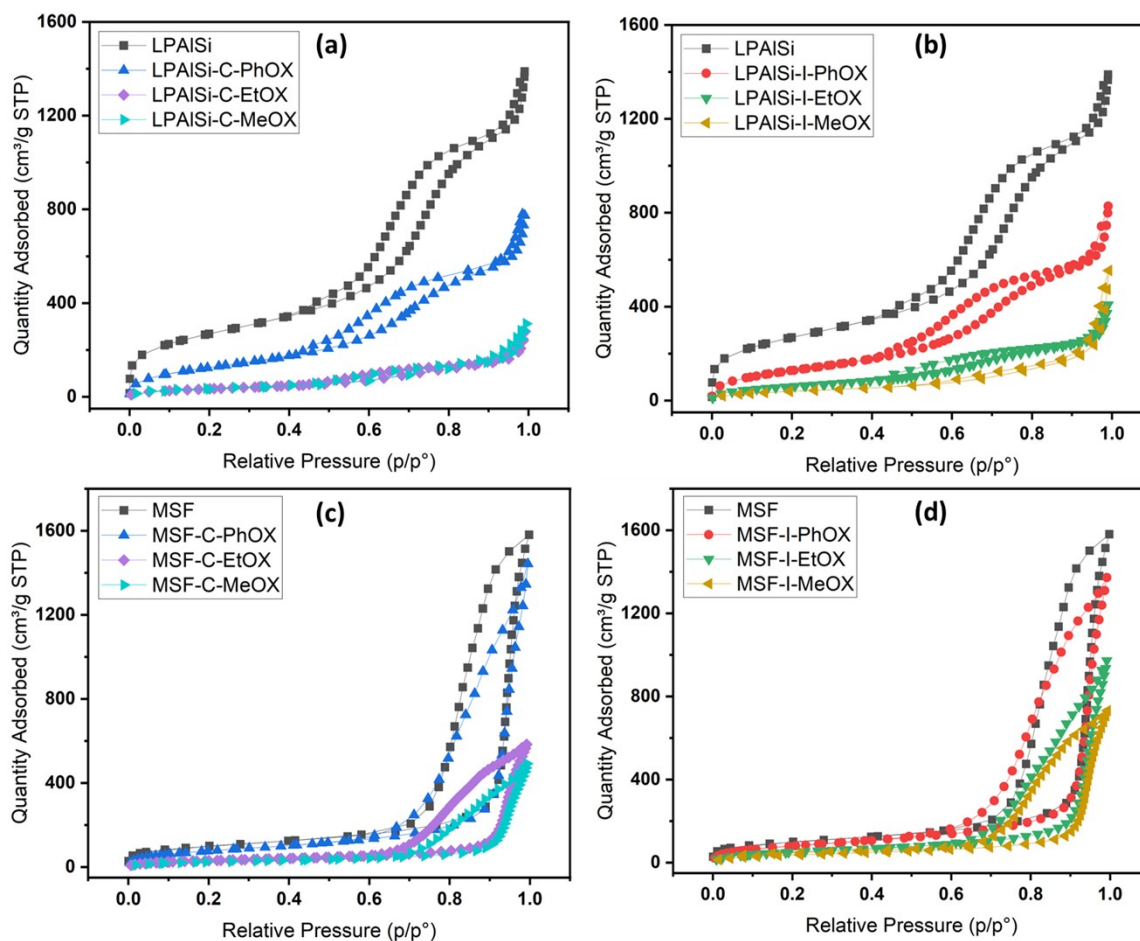 (a)
LPAlSi
LPAlSi-C-PhOX
LPAlSi-C-EtOX
LPAlSi-C-MeOX
1600
1200
800
400
0
Quantity Adsorbed (cm³/g STP)
0.0 0.2 0.4 0.6 0.8 1.0
Relative Pressure (p/p°)
(b)
LPAlSi
LPAlSi-I-PhOX
LPAlSi-I-EtOX
LPAlSi-I-MeOX
1600
1200
800
400
0
Quantity Adsorbed (cm³/g STP)
0.0 0.2 0.4 0.6 0.8 1.0
Relative Pressure (p/p°)
(c)
MSF
MSF-C-PhOX
MSF-C-EtOX
MSF-C-MeOX
1600
1200
800
400
0
Quantity Adsorbed (cm³/g STP)
0.0 0.2 0.4 0.6 0.8 1.0
Relative Pressure (p/p°)
(d)
MSF
MSF-I-PhOX
MSF-I-EtOX
MSF-I-MeOX
1600
1200
800
400
0
Quantity Adsorbed (cm³/g STP)
0.0 0.2 0.4 0.6 0.8 1.0
Relative Pressure (p/p°)